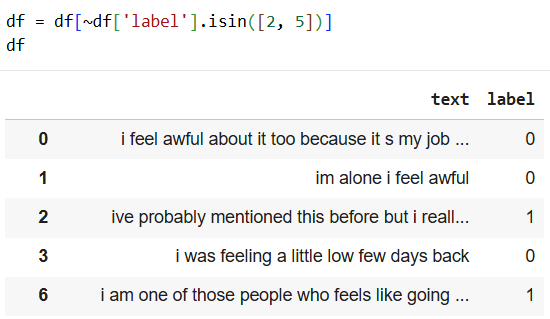 df = df[~df['label'].isin([2, 5])]
df
text label
0 i feel awful about it too because it s my job ... 0
1 im alone i feel awful 0
2 ive probably mentioned this before but i reall... 1
3 i was feeling a little low few days back 0
6 i am one of those people who feels like going ... 1